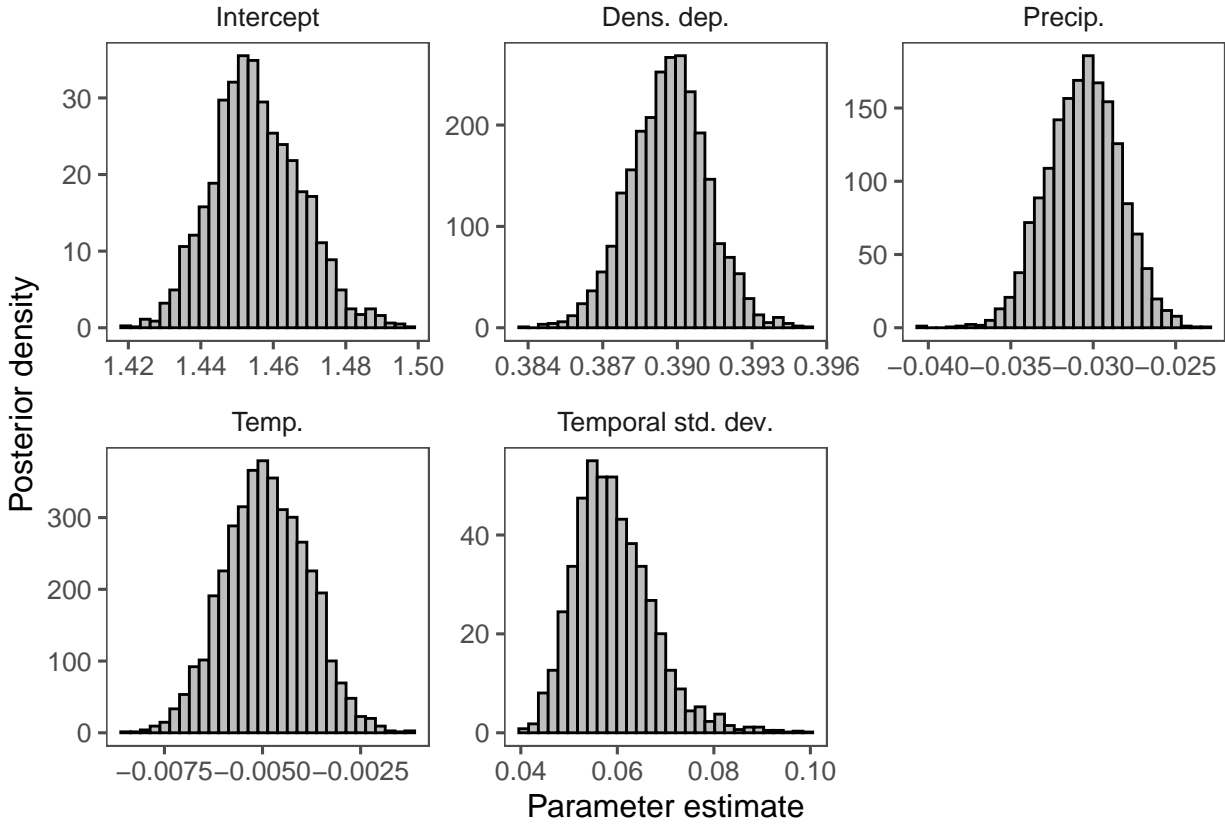 Intercept
Dens. dep.
Precip.
30
20
10
0
1.42 1.44 1.46 1.48 1.50
200
100
0
0.384 0.387 0.390 0.393 0.396
150
100
50
0
−0.040 −0.035 −0.030 −0.025
Posterior density
Temp.
Temporal std. dev.
300
200
100
0
−0.0075 −0.0050 −0.0025
40
20
0
0.04 0.06 0.08 0.10
Parameter estimate